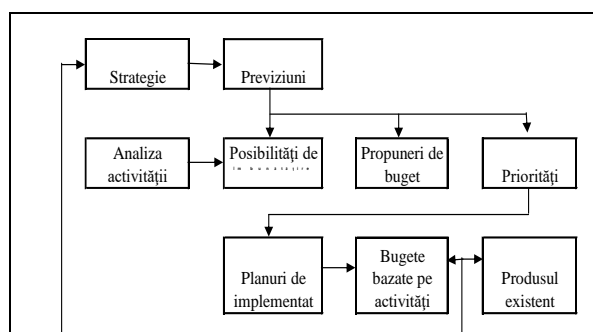 Strategie
Previziuni
Analiza
activității
Posibilități de
îmbunătățire
Propuneri de
buget
Priorități
Planuri de
implementat
Bugete
bazate pe
activități
Produsul
existent